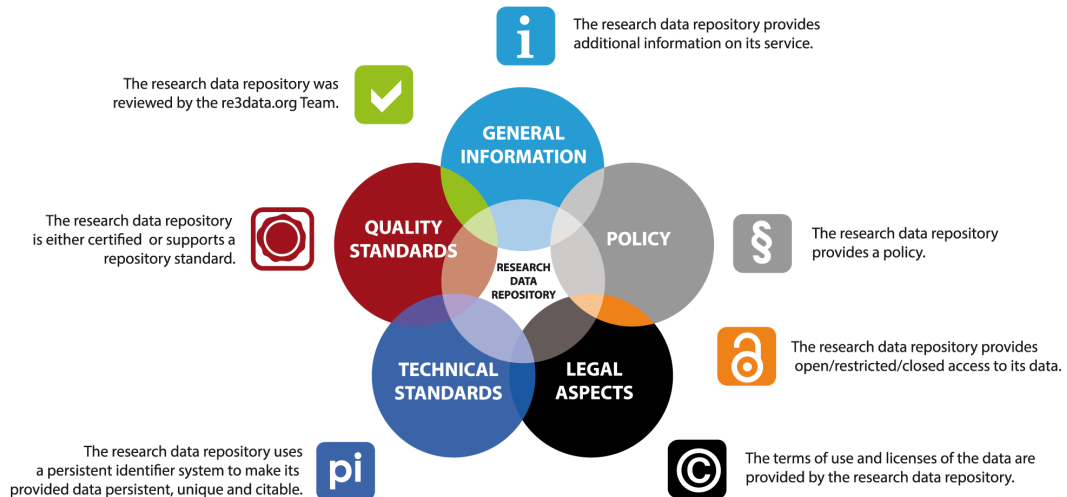 i
The research data repository provides
additional information on its service.
The research data repository was
reviewed by the re3data.org Team.
GENERAL
INFORMATION
The research data repository
is either certified or supports a
repository standard.
QUALITY
STANDARDS
POLICY
§
The research data repository
provides a policy.
RESEARCH
DATA
REPOSITORY
The research data repository provides
open/restricted/closed access to its data.
TECHNICAL
STANDARDS
LEGAL
ASPECTS
The research data repository uses
a persistent identifier system to make its
provided data persistent, unique and citable.
pi
©
The terms of use and licenses of the data are
provided by the research data repository.